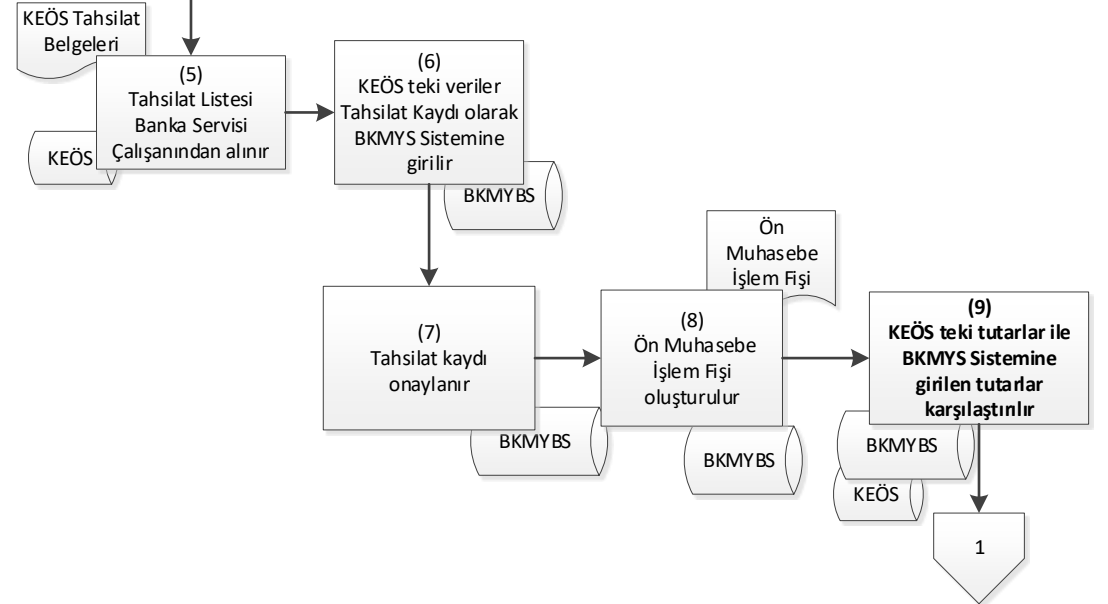 KEÖS Tahsilat
Belgeleri
(5)
Tahsilat Listesi
Banka Servisi
Çalışanından alınır
KEÖS
(6)
KEÖS teki veriler
Tahsilat Kaydı olarak
BKMYS Sistemine
girilir
BKMYBS
(7)
Tahsilat kaydı
onaylanır
BKMYBS
Ön
Muhasebe
İşlem Fişi
(8)
Ön Muhasebe
İşlem Fişi
oluşturulur
BKMYBS
(9)
KEÖS teki tutarlar ile
BKMYS Sistemine
girilen tutarlar
karşılaştırılır
BKMYBS
KEÖS
1